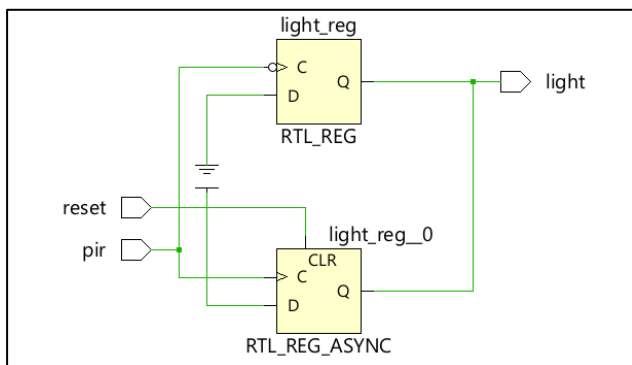 light_reg
C
Q
D
light
RTL_REG
reset
light_reg__0
CLR
pir
C
Q
D
RTL_REG_ASYNC